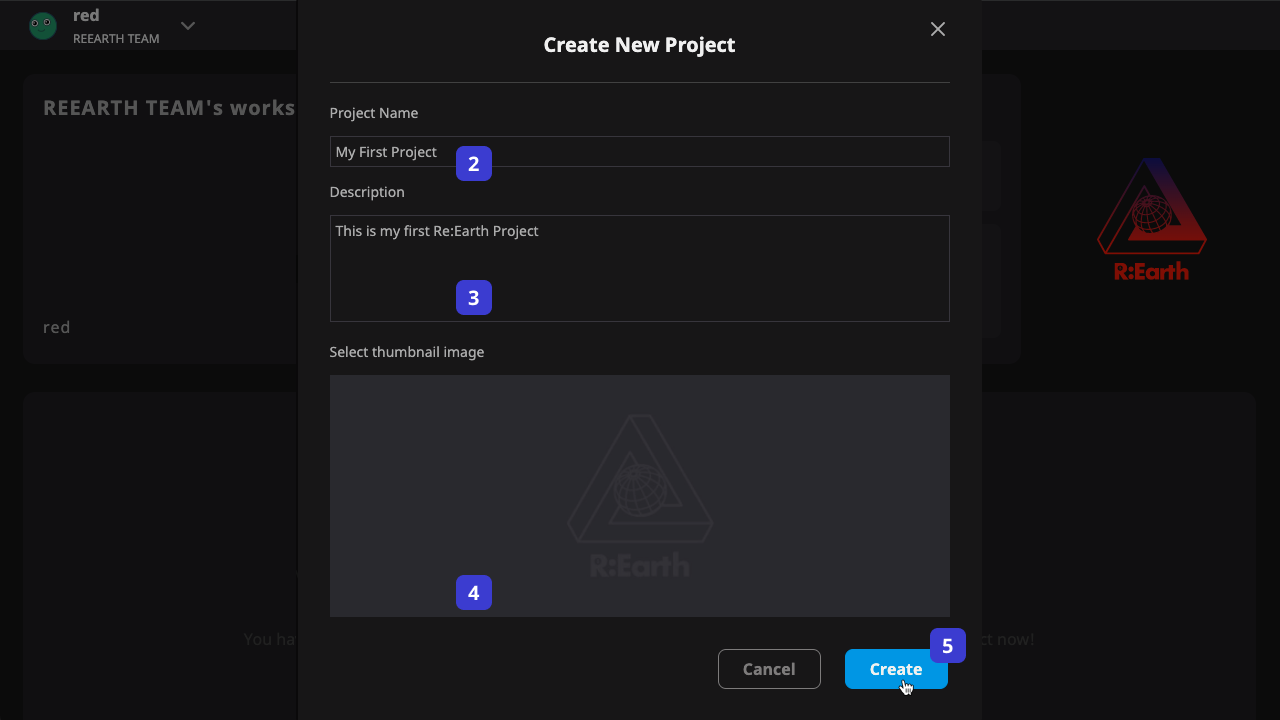 red
REEARTH TEAM
Create New Project
REEARTH TEAM's works
Project Name
My First Project
2
Description
This is my first Re:Earth Project
3
R:Earth
red
Select thumbnail image
R:Earth
4
You ha
ct now!
5
Cancel
Create